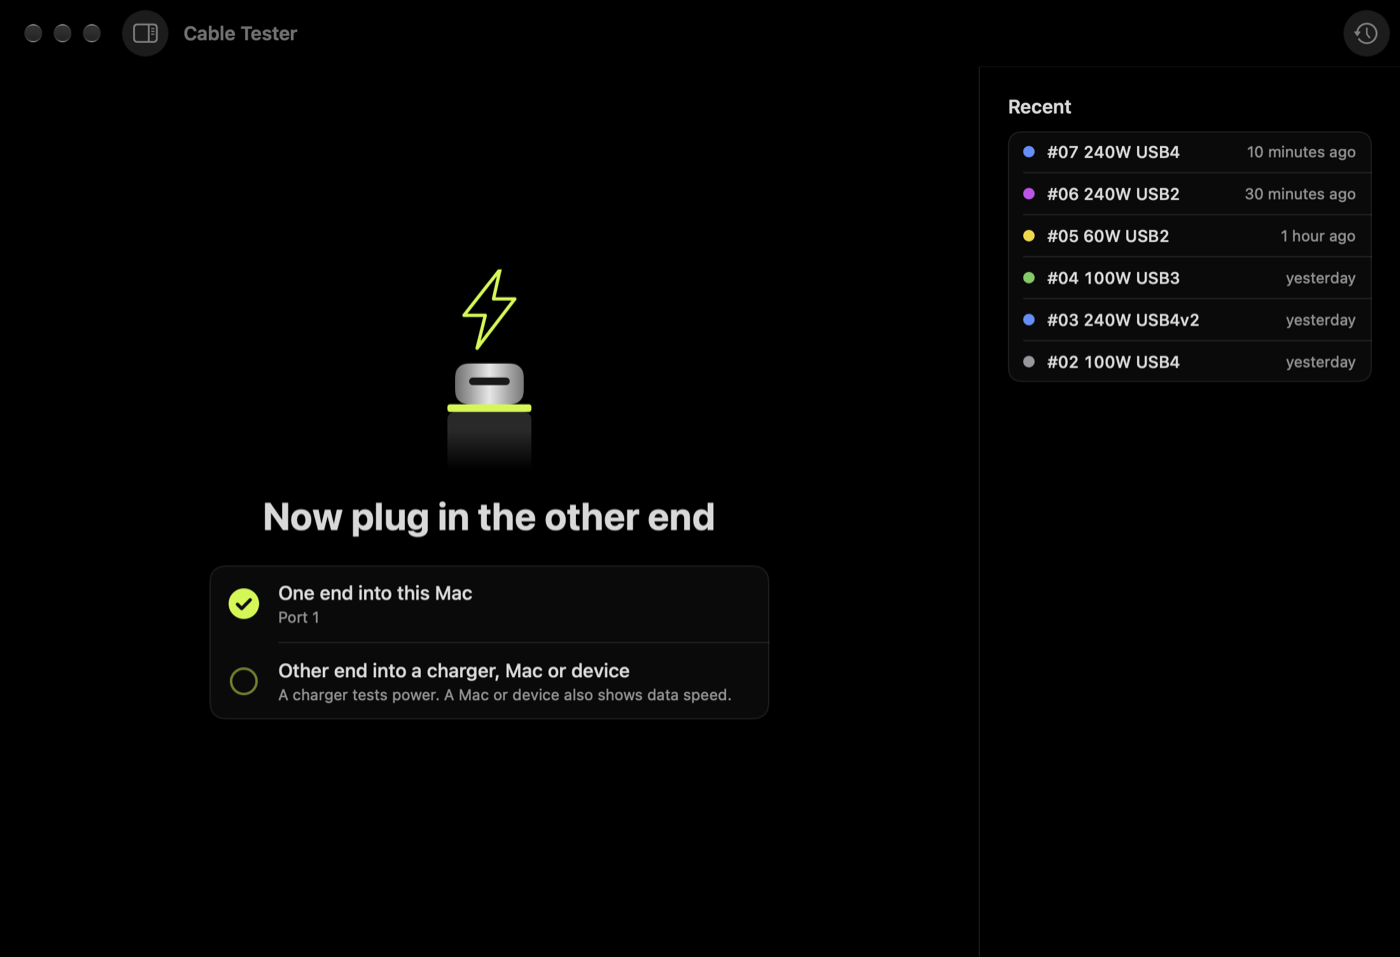 Cable Tester
Now plug in the other end
One end into this Mac
Port 1
Other end into a charger, Mac or device
A charger tests power. A Mac or device also shows data speed.
Recent
#07 240W USB4 10 minutes ago
#06 240W USB2 30 minutes ago
#05 60W USB2 1 hour ago
#04 100W USB3 yesterday
#03 240W USB4v2 yesterday
#02 100W USB4 yesterday